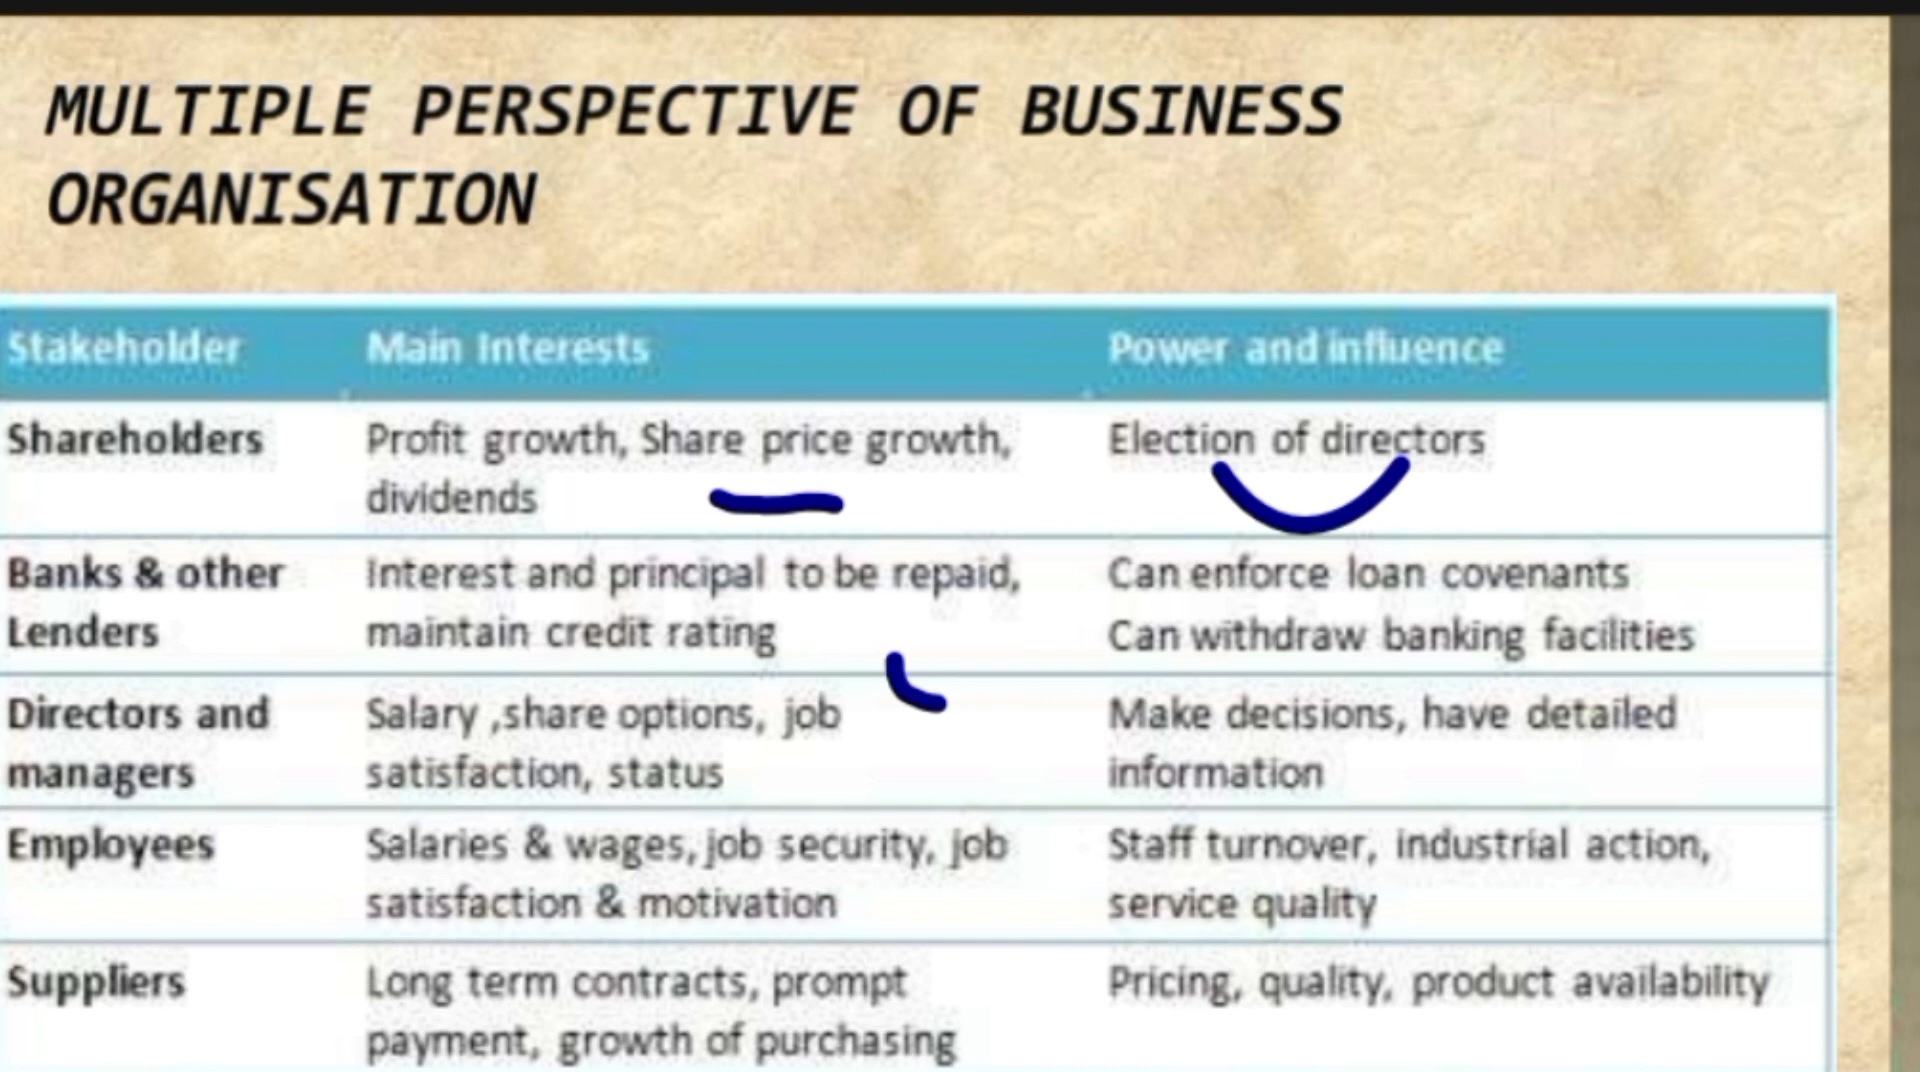 MULTIPLE PERSPECTIVE OF BUSINESS
ORGANISATION
Stakeholder Main Interests Power and influence
Shareholders Profit growth, Share price growth, Election of directors
dividends
Banks & other Interest and principal to be repaid, Can enforce loan covenants
Lenders maintain credit rating Can withdraw banking facilities
Directors and Salary ,share options, job Make decisions, have detailed
managers satisfaction, status information
Employees Salaries & wages, job security, job Staff turnover, industrial action,
satisfaction & motivation service quality
Suppliers Long term contracts, prompt Pricing, quality, product availability
payment, growth of purchasing